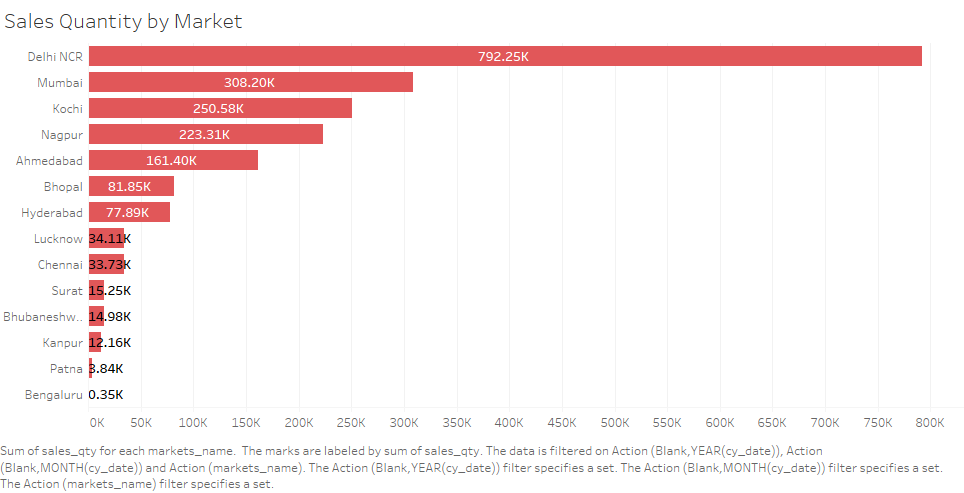 Sales Quantity by Market
Delhi NCR 792.25K
Mumbai 308.20K
Kochi 250.58K
Nagpur 223.31K
Ahmedabad 161.40K
Bhopal 81.85K
Hyderabad 77.89K
Lucknow 34.11K
Chennai 33.73K
Surat 15.25K
Bhubaneshw.. 14.98K
Kanpur 12.16K
Patna 3.84K
Bengaluru 0.35K
0K 50K 100K 150K 200K 250K 300K 350K 400K 450K 500K 550K 600K 650K 700K 750K 800K
Sum of sales_qty for each markets_name. The marks are labeled by sum of sales_qty. The data is filtered on Action (Blank,YEAR(cy_date)), Action
(Blank,MONTH(cy_date)) and Action (markets_name). The Action (Blank,YEAR(cy_date)) filter specifies a set. The Action (Blank,MONTH(cy_date)) filter specifies a set.
The Action (markets_name) filter specifies a set.